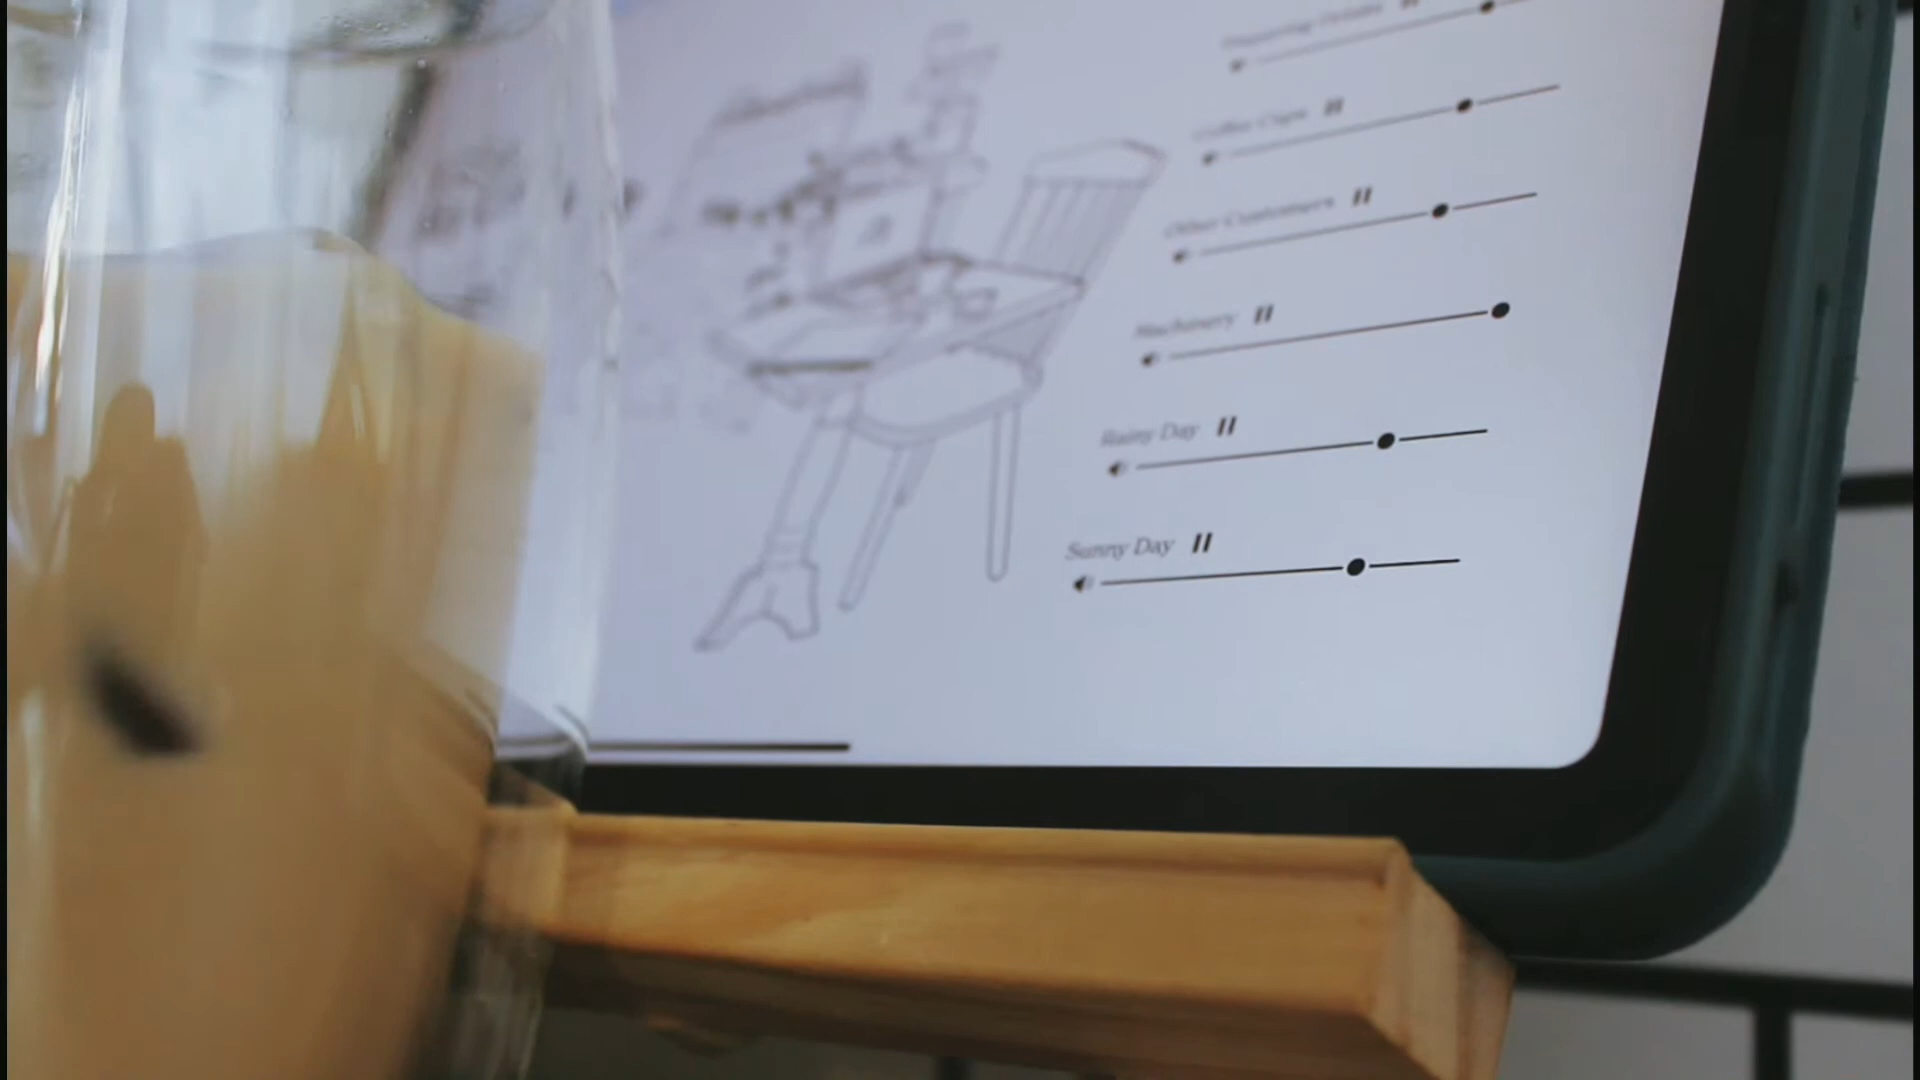 Coffee Cups
Other Customers
Machinery
Rainy Day
Sunny Day